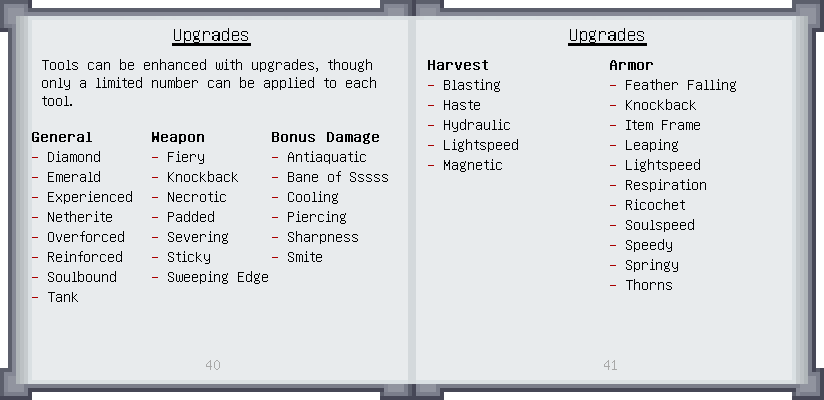 Upgrades
Tools can be enhanced with upgrades, though
only a limited number can be applied to each
tool.
General
- Diamond
- Emerald
- Experienced
- Netherite
- Overforced
- Reinforced
- Soulbound
- Tank
Weapon
- Fiery
- Knockback
- Necrotic
- Padded
- Severing
- Sticky
- Sweeping Edge
Bonus Damage
- Antiaquatic
- Bane of Sssss
- Cooling
- Piercing
- Sharpness
- Smite
40
Upgrades
Harvest
- Blasting
- Haste
- Hydraulic
- Lightspeed
- Magnetic
Armor
- Feather Falling
- Knockback
- Item Frame
- Leaping
- Lightspeed
- Respiration
- Ricochet
- Soulspeed
- Speedy
- Springy
- Thorns
41